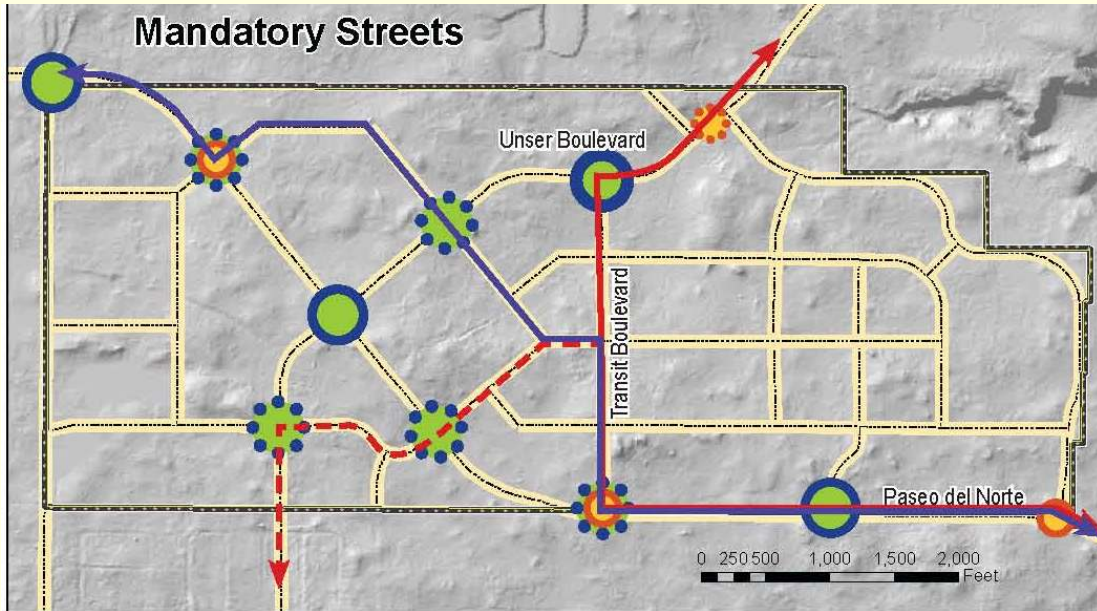 Mandatory Streets
Unser Boulevard
Transit Boulevard
Paseo del Norte
0 250 500 1,000 1,500 2,000
Feet